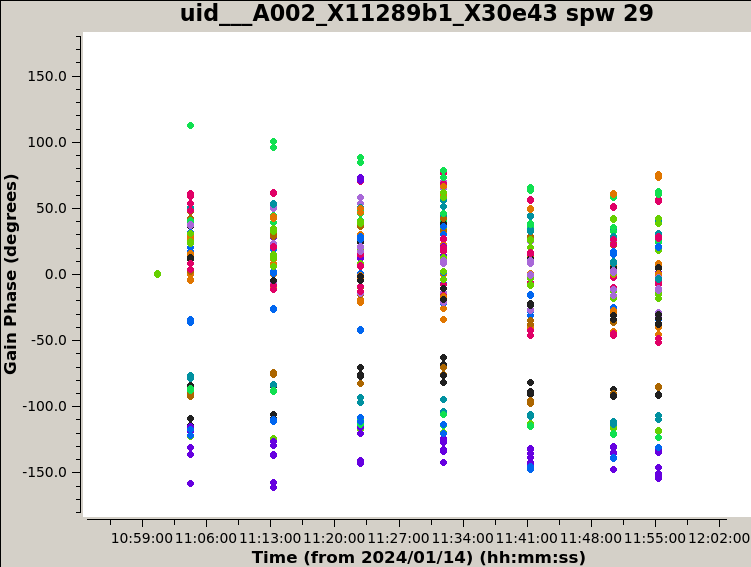 uid___A002_X11289b1_X30e43 spw 29
150.0
100.0
50.0
0.0
-50.0
-100.0
-150.0
Gain Phase (degrees)
10:59:00 11:06:00 11:13:00 11:20:00 11:27:00 11:34:00 11:41:00 11:48:00 11:55:00 12:02:00
Time (from 2024/01/14) (hh:mm:ss)